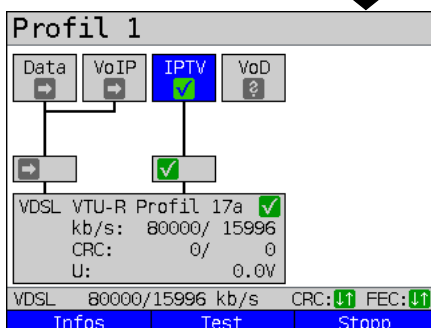 Profil 1
Data VoIP IPTV VoD
VDSL VTU-R Profil 17a
kb/s: 80000/ 15996
CRC: 0/ 0
U: 0.0V
VDSL 80000/15996 kb/s CRC: FEC:
Infos Test Stopp